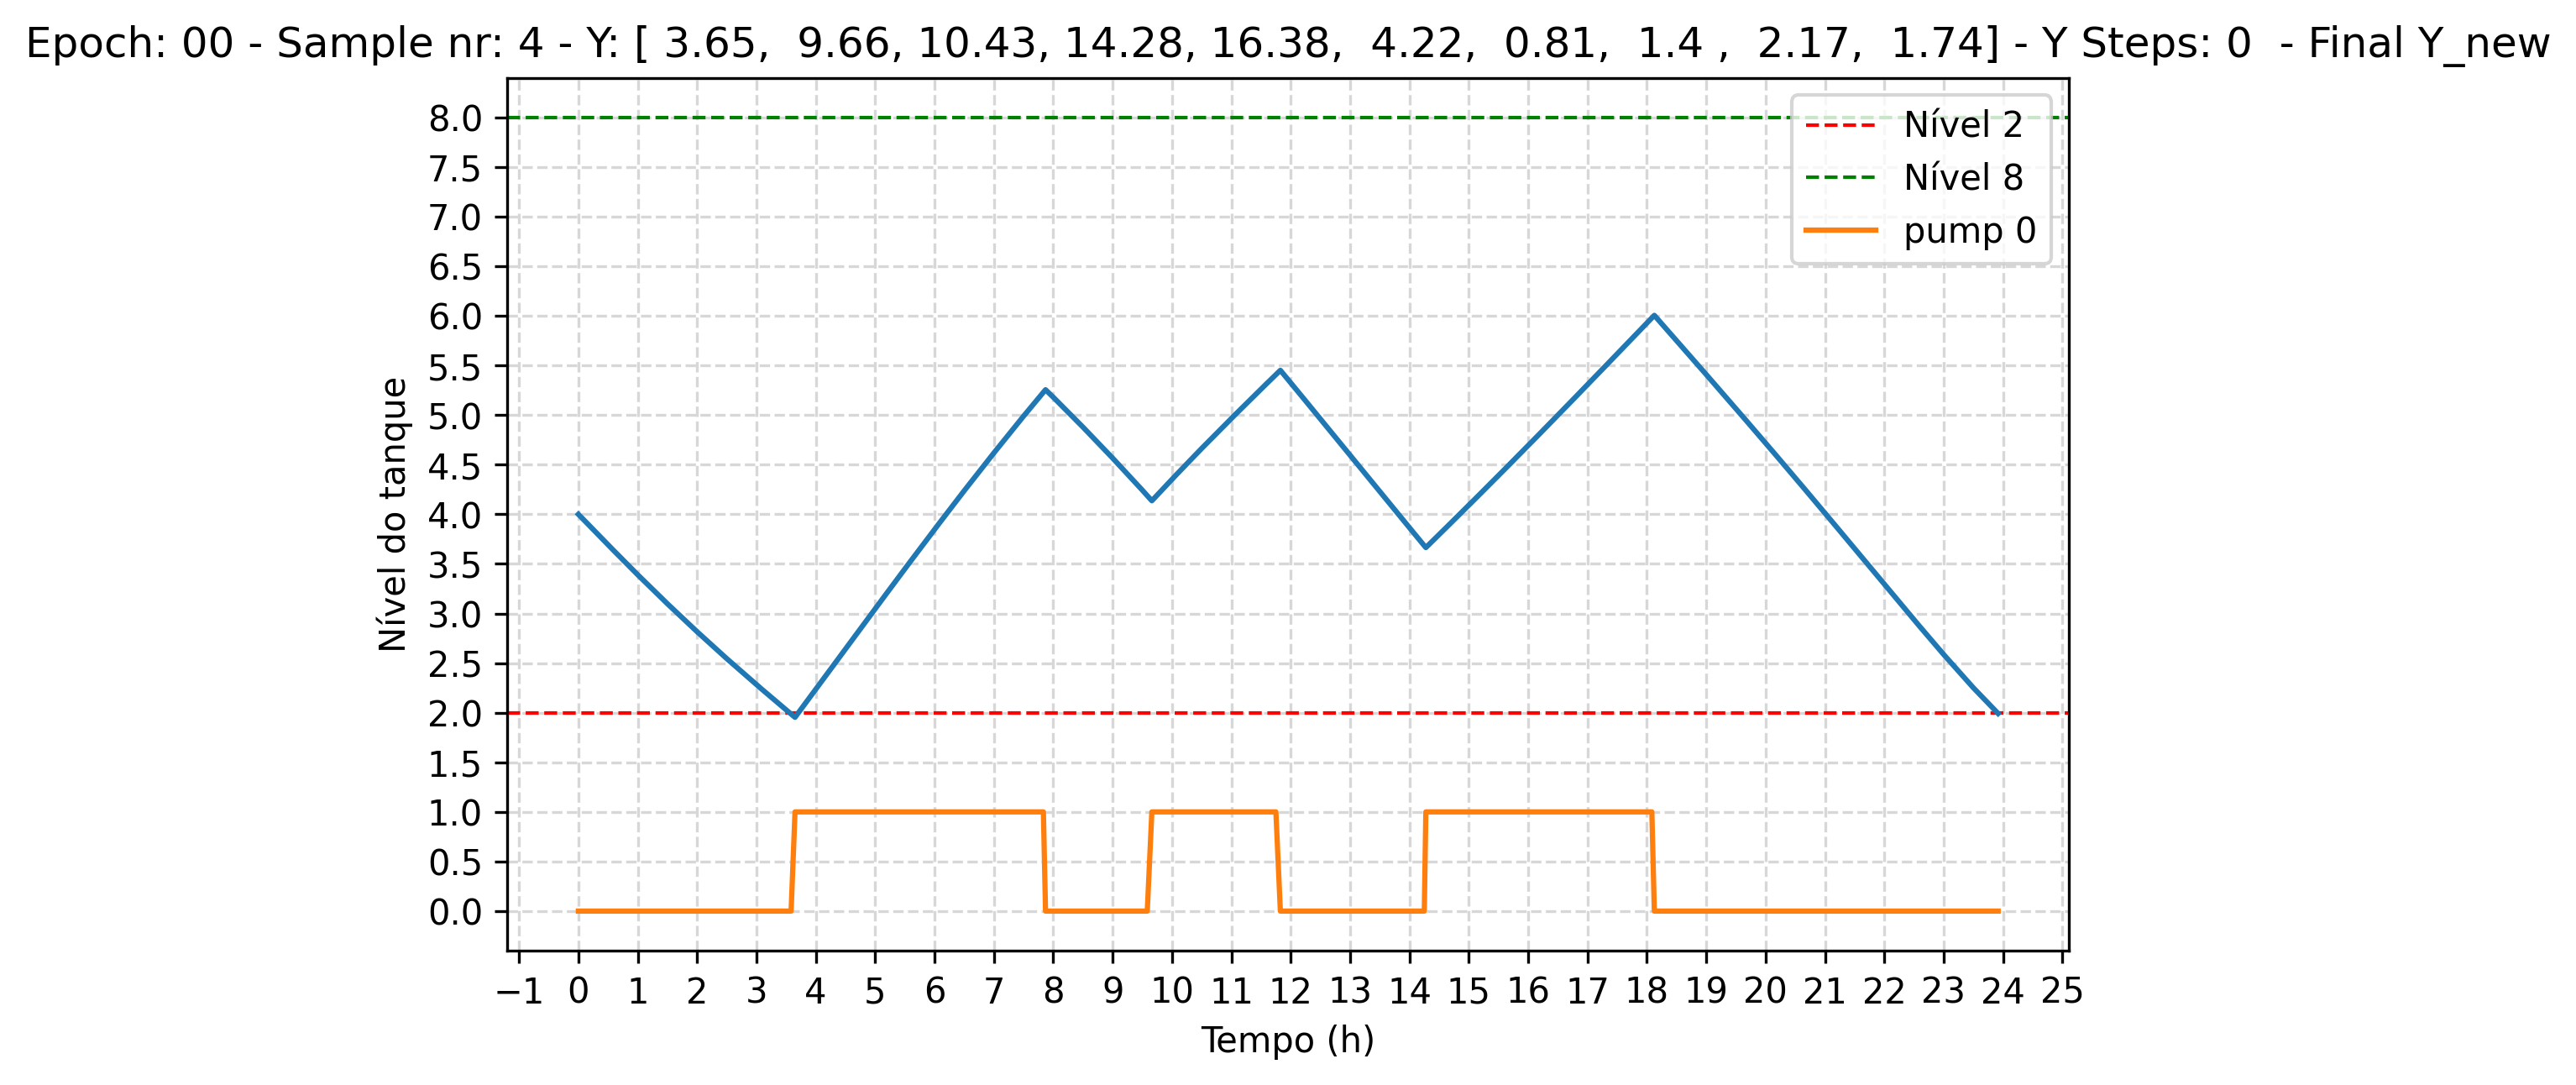 Epoch: 00 - Sample nr: 4 - Y: [ 3.65,  9.66, 10.43, 14.28, 16.38,  4.22,  0.81,  1.4 ,  2.17,  1.74] - Y Steps: 0  - Final Y_new
Nível 2
Nível 8
pump 0
Nível do tanque
8.0
7.5
7.0
6.5
6.0
5.5
5.0
4.5
4.0
3.5
3.0
2.5
2.0
1.5
1.0
0.5
0.0
−1 0 1 2 3 4 5 6 7 8 9 10 11 12 13 14 15 16 17 18 19 20 21 22 23 24 25
Tempo (h)